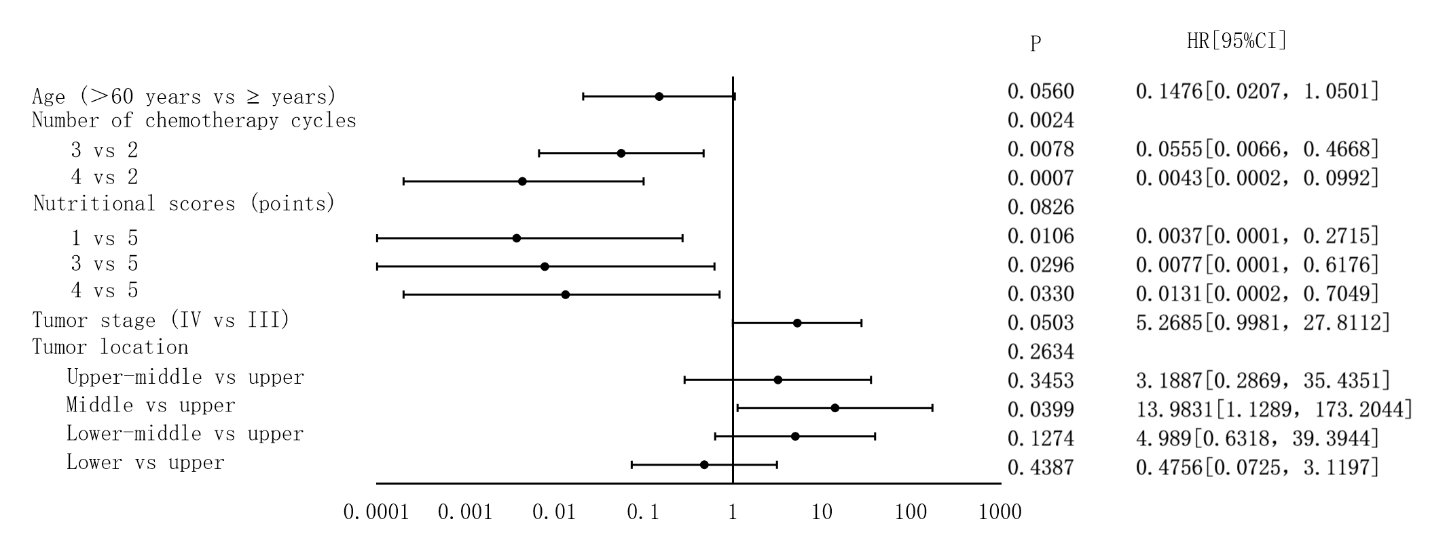 P HR[95%CI]
Age (>60 years vs ≥ years) 0.0560 0.1476[0.0207, 1.0501]
Number of chemotherapy cycles 0.0024
3 vs 2 0.0078 0.0555[0.0066, 0.4668]
4 vs 2 0.0007 0.0043[0.0002, 0.0992]
Nutritional scores (points) 0.0826
1 vs 5 0.0106 0.0037[0.0001, 0.2715]
3 vs 5 0.0296 0.0077[0.0001, 0.6176]
4 vs 5 0.0330 0.0131[0.0002, 0.7049]
Tumor stage (IV vs III) 0.0503 5.2685[0.9981, 27.8112]
Tumor location 0.2634
Upper-middle vs upper 0.3453 3.1887[0.2869, 35.4351]
Middle vs upper 0.0399 13.9831[1.1289, 173.2044]
Lower-middle vs upper 0.1274 4.989[0.6318, 39.3944]
Lower vs upper 0.4387 0.4756[0.0725, 3.1197]
0.0001 0.001 0.01 0.1 1 10 100 1000